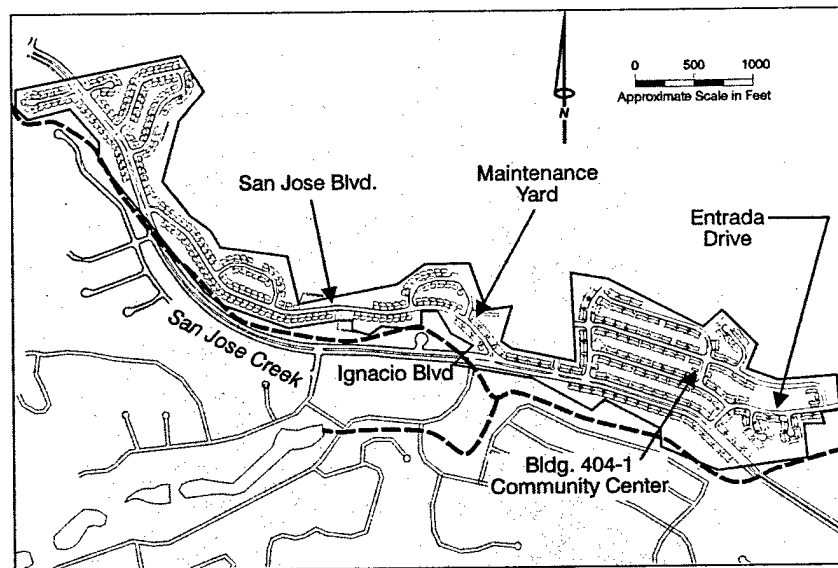 0 500 1000
Approximate Scale in Feet
N
San Jose Blvd.
Maintenance
Yard
Entrada
Drive
San Jose Creek
Ignacio Blvd
Bldg. 404-1
Community Center